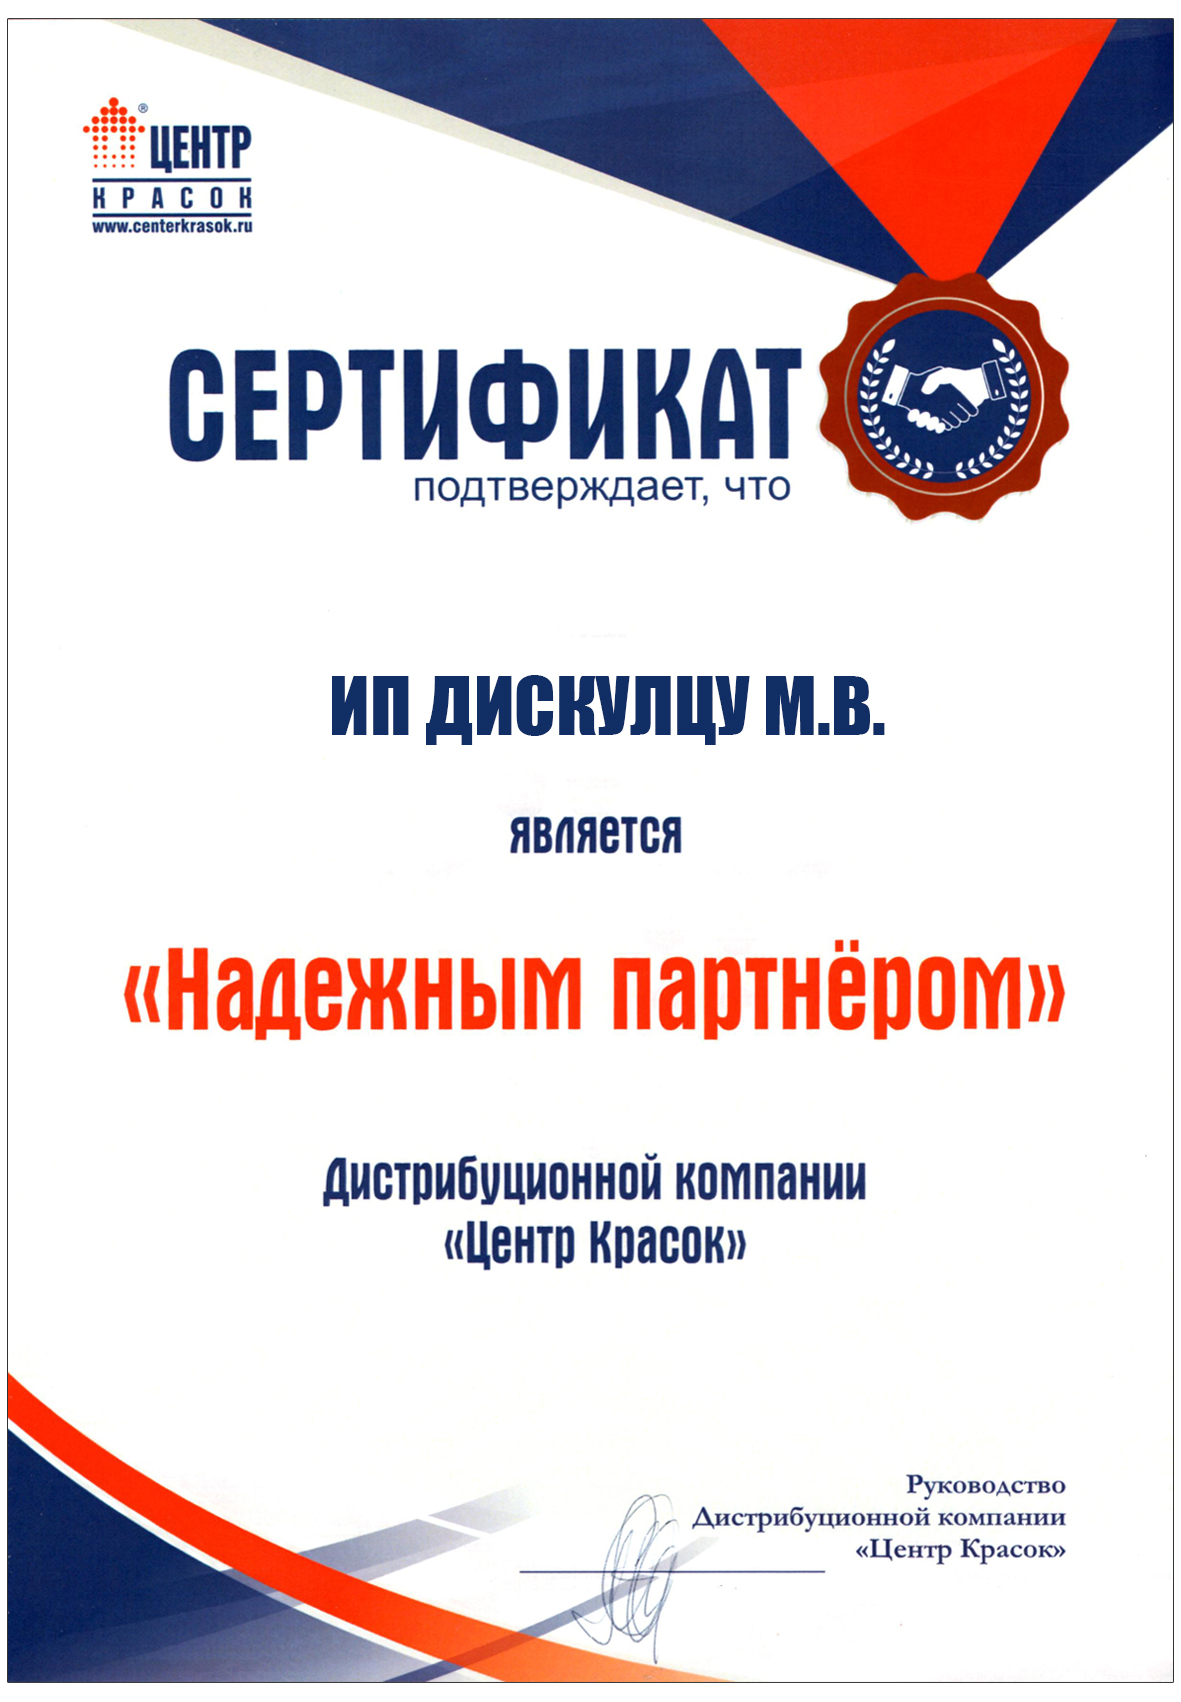 ®
ЦЕНТР
КРАСОК
www.centerkrasok.ru
СЕРТИФИКАТ
подтверждает, что
ИП ДИСКУЛЦУ М.В.
является
«Надежным партнёром»
Дистрибуционной компании
«Центр Красок»
Руководство
Дистрибуционной компании
«Центр Красок»